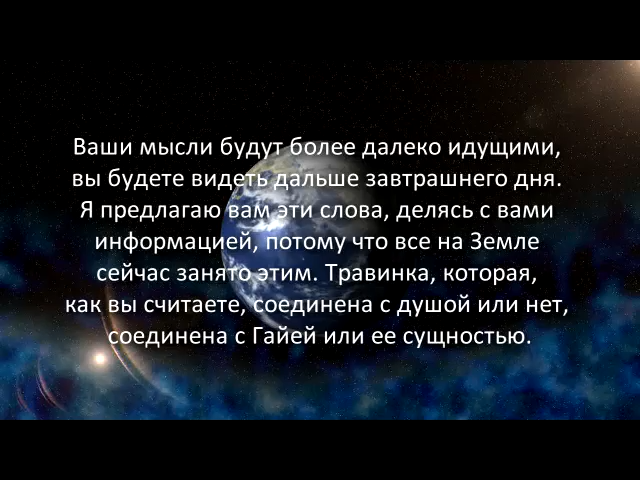 Ваши мысли будут более далеко идущими,
вы будете видеть дальше завтрашнего дня.
Я предлагаю вам эти слова, делясь с вами
информацией, потому что все на Земле
сейчас занято этим. Травинка, которая,
как вы считаете, соединена с душой или нет,
соединена с Гайей или ее сущностью.